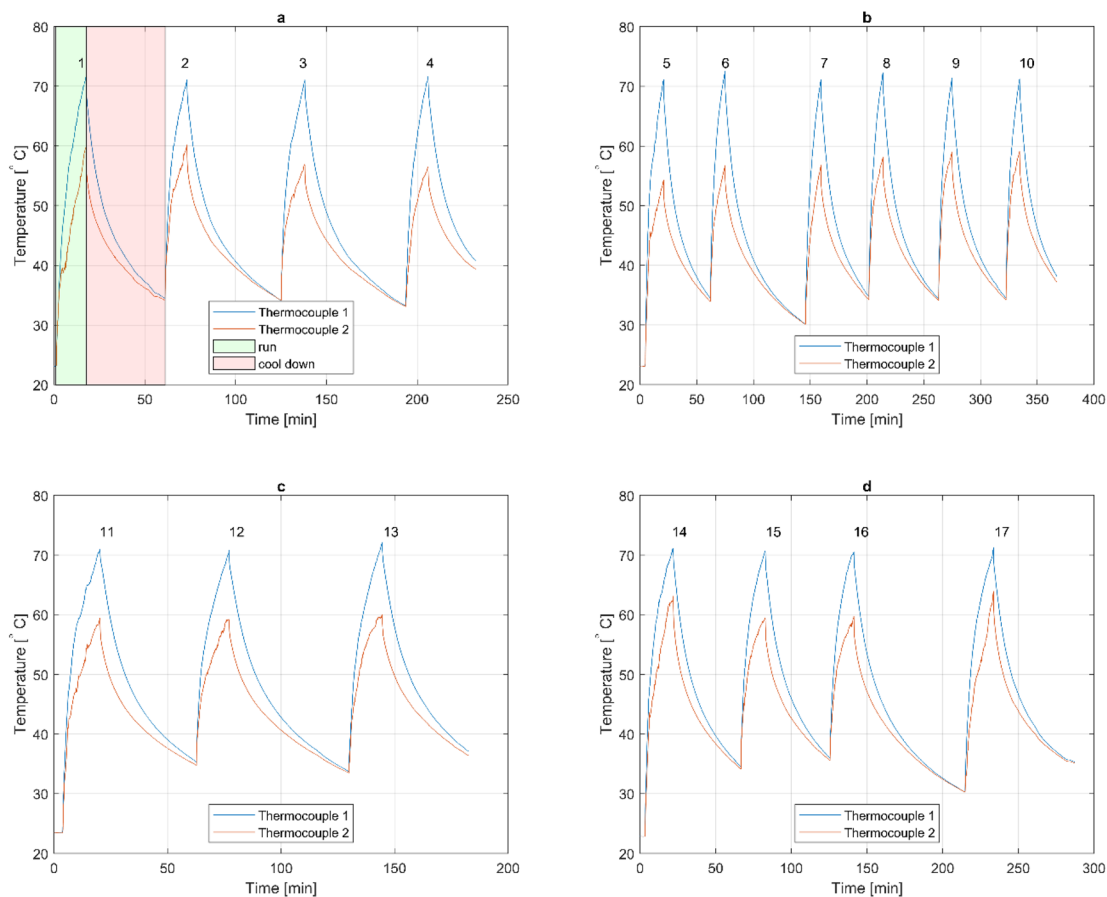 a
80
70
60
50
40
30
20
1
2
3
4
Temperature [° C]
Thermocouple 1
Thermocouple 2
run
cool down
0 50 100 150 200 250
Time [min]
b
80
70
60
50
40
30
20
5 6 7 8 9 10
Temperature [° C]
Thermocouple 1
Thermocouple 2
0 50 100 150 200 250 300 350 400
Time [min]
c
80
70
60
50
40
30
20
11 12 13
Temperature [° C]
Thermocouple 1
Thermocouple 2
0 50 100 150 200
Time [min]
d
80
70
60
50
40
30
20
14 15 16 17
Temperature [° C]
Thermocouple 1
Thermocouple 2
0 50 100 150 200 250 300
Time [min]